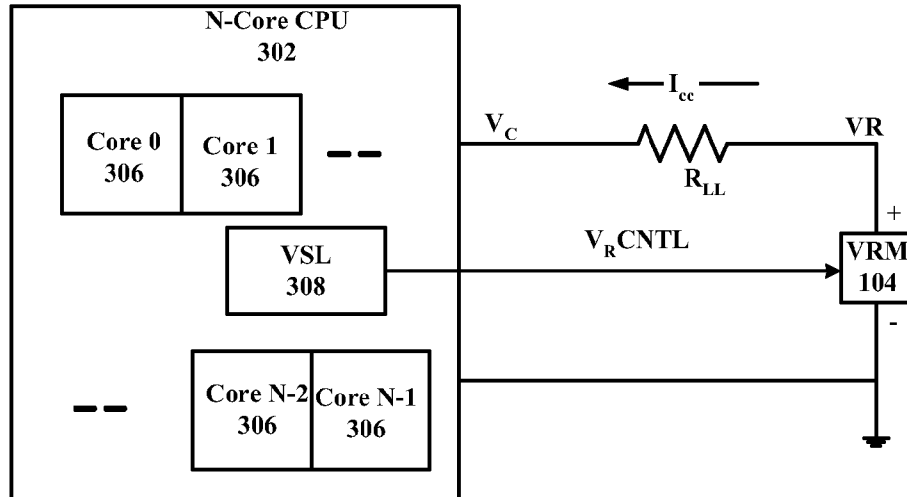 N-Core CPU
302
I_cc
Core 0
306
Core 1
306
V_C
VR
R_LL
VSL
308
V_RCNTL
+
VRM
104
-
Core N-2
306
Core N-1
306